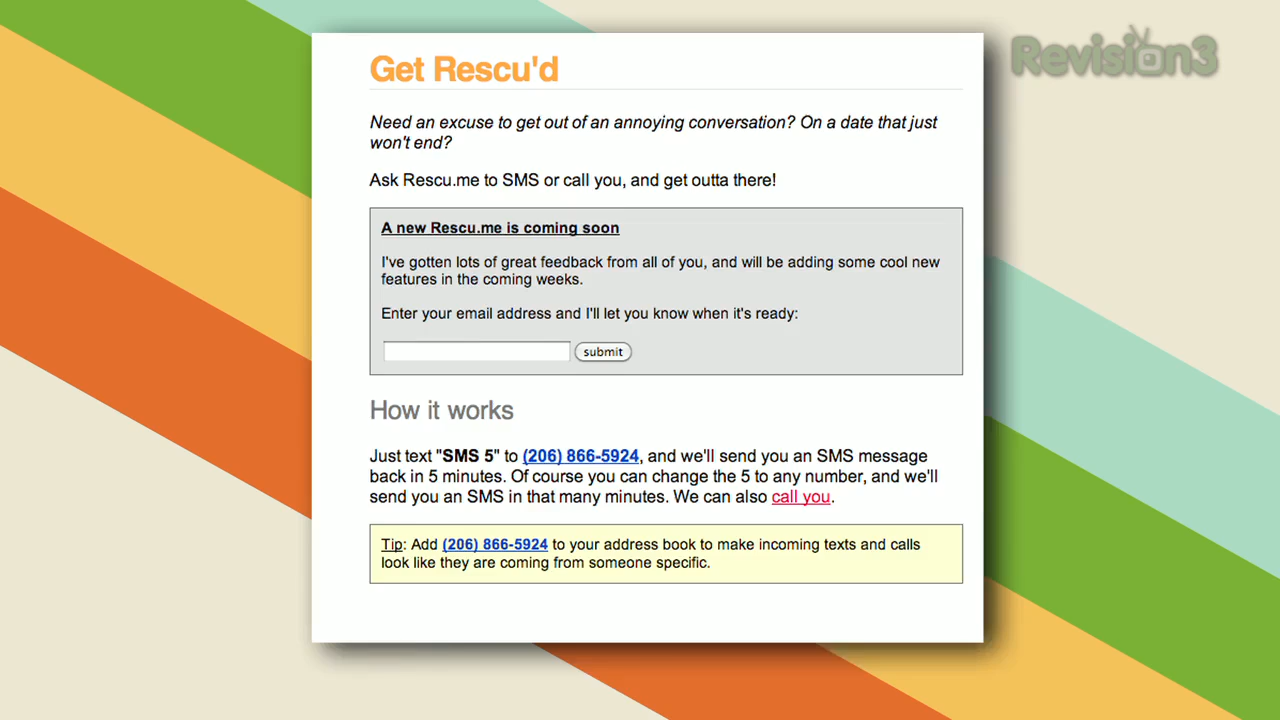 Revision3
Get Rescu'd
Need an excuse to get out of an annoying conversation? On a date that just
won't end?
Ask Rescu.me to SMS or call you, and get outta there!
A new Rescu.me is coming soon
I've gotten lots of great feedback from all of you, and will be adding some cool new
features in the coming weeks.
Enter your email address and I'll let you know when it's ready:
submit
How it works
Just text "SMS 5" to (206) 866-5924, and we'll send you an SMS message
back in 5 minutes. Of course you can change the 5 to any number, and we'll
send you an SMS in that many minutes. We can also call you.
Tip: Add (206) 866-5924 to your address book to make incoming texts and calls
look like they are coming from someone specific.